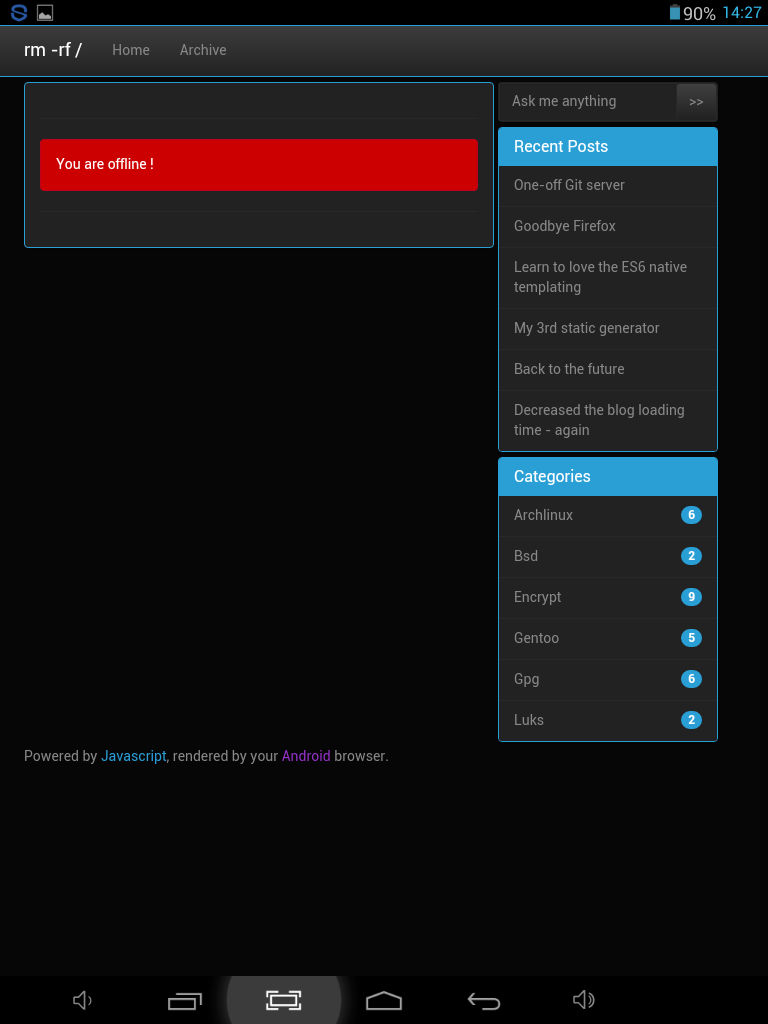 90% 14:27
rm -rf / Home Archive
You are offline !
Ask me anything >>
Recent Posts
One-off Git server
Goodbye Firefox
Learn to love the ES6 native
templating
My 3rd static generator
Back to the future
Decreased the blog loading
time - again
Categories
Archlinux 6
Bsd 2
Encrypt 9
Gentoo 5
Gpg 6
Luks 2
Powered by Javascript, rendered by your Android browser.